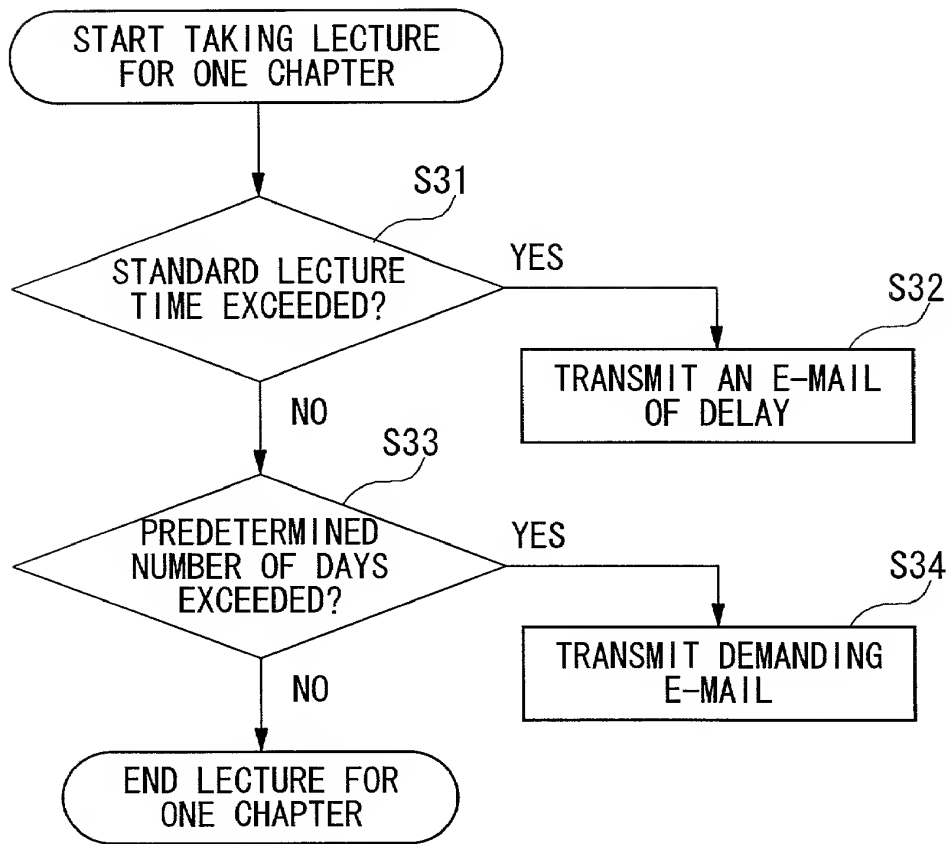 START TAKING LECTURE
FOR ONE CHAPTER
S31
STANDARD LECTURE
TIME EXCEEDED?
YES
S32
TRANSMIT AN E-MAIL
OF DELAY
NO
S33
PREDETERMINED
NUMBER OF DAYS
EXCEEDED?
YES
S34
TRANSMIT DEMANDING
E-MAIL
NO
END LECTURE FOR
ONE CHAPTER